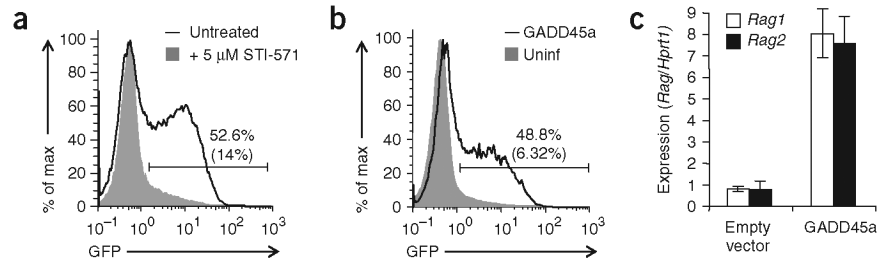 a
Untreated
+ 5 μM STI-571
100
80
60
40
20
0
% of max
52.6%
(14%)
10⁻¹ 10⁰ 10¹ 10² 10³
GFP
b
GADD45a
Uninf
100
80
60
40
20
0
% of max
48.8%
(6.32%)
10⁻¹ 10⁰ 10¹ 10² 10³
GFP
c
Rag1
Rag2
Expression (Rag/Hprt1)
9
8
7
6
5
4
3
2
1
0
Empty
vector
GADD45a